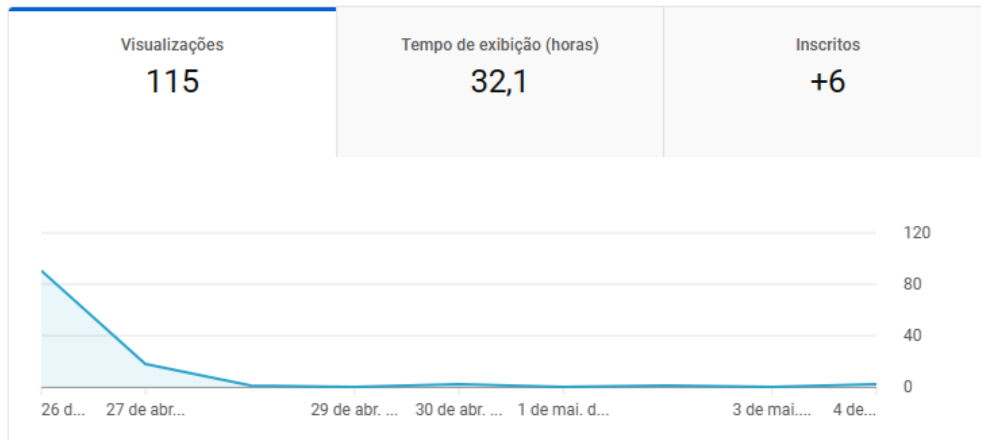 Visualizações
115
Tempo de exibição (horas)
32,1
Inscritos
+6
120
80
40
0
26 d...
27 de abr...
29 de abr. ...
30 de abr. ...
1 de mai. d...
3 de mai....
4 de...